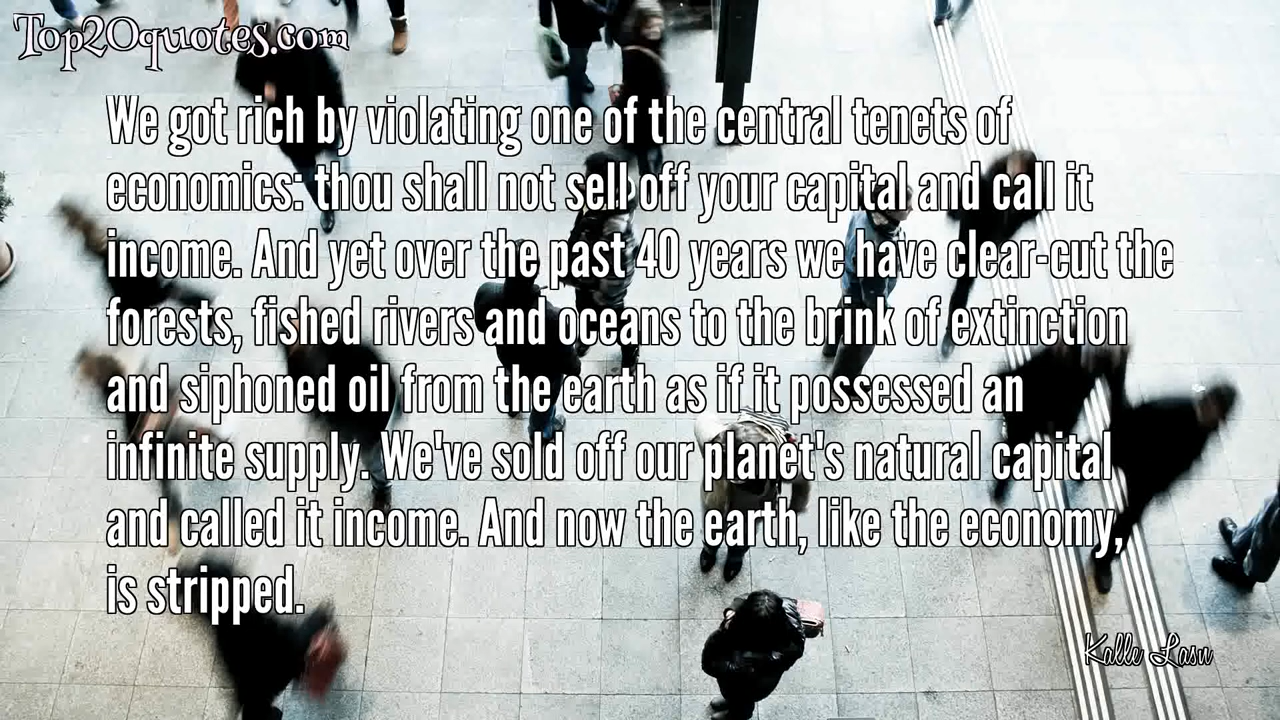 Top20quotes.com
We got rich by violating one of the central tenets of
economics: thou shall not sell off your capital and call it
income. And yet over the past 40 years we have clear-cut the
forests, fished rivers and oceans to the brink of extinction
and siphoned oil from the earth as if it possessed an
infinite supply. We've sold off our planet's natural capital
and called it income. And now the earth, like the economy,
is stripped.
Kalle Lasn